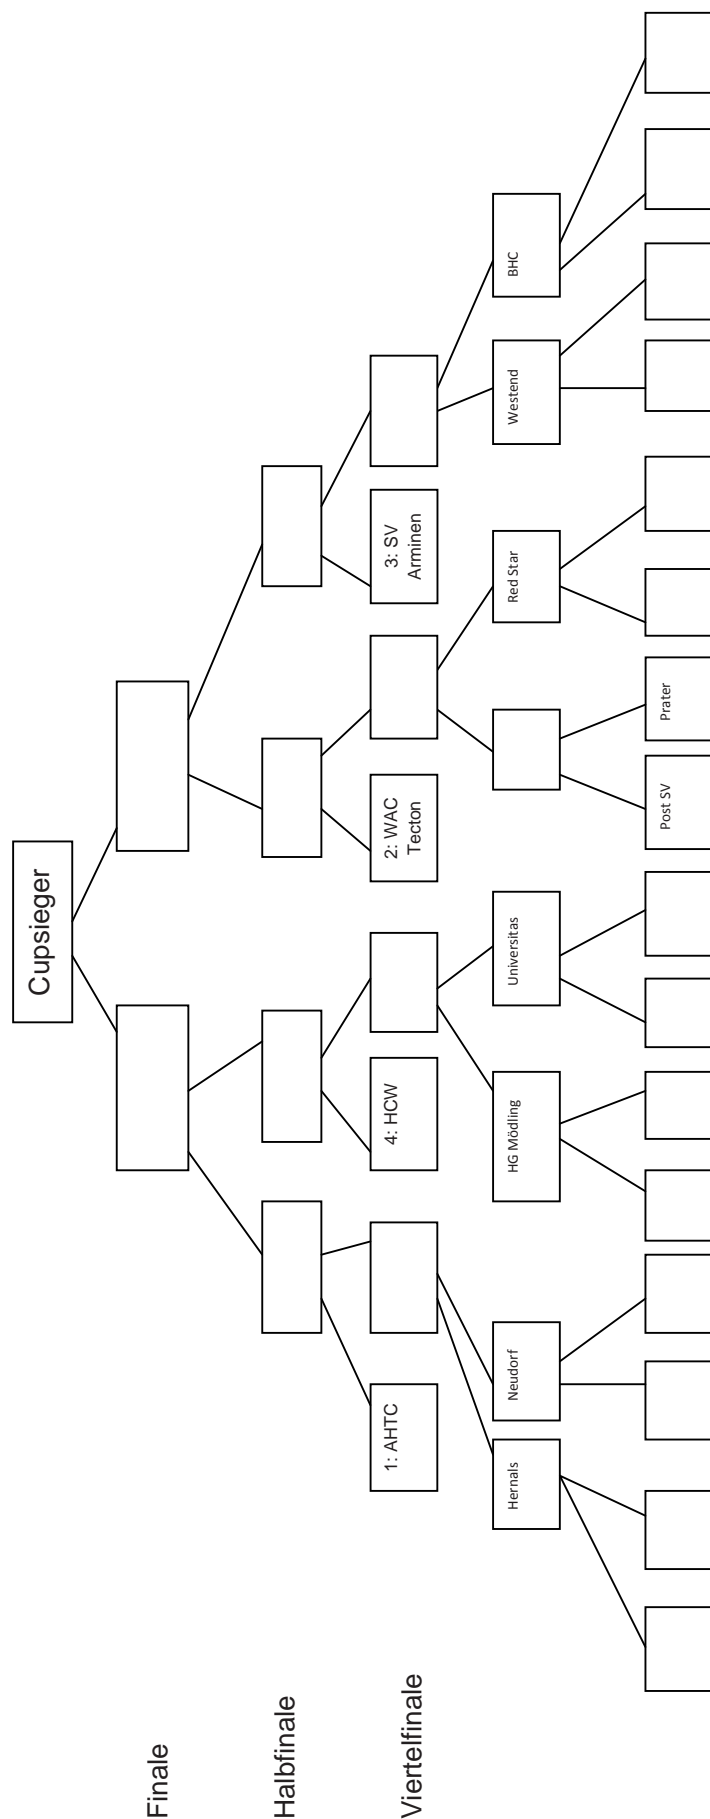 Cupsieger
Finale
Halbfinale
Viertelfinale
1: AHTC
4: HCW
2: WAC
Tecton
3: SV
Arminen
Hernals
Neudorf
HG Mödling
Universitas
Red Star
Westend
BHC
Post SV
Prater